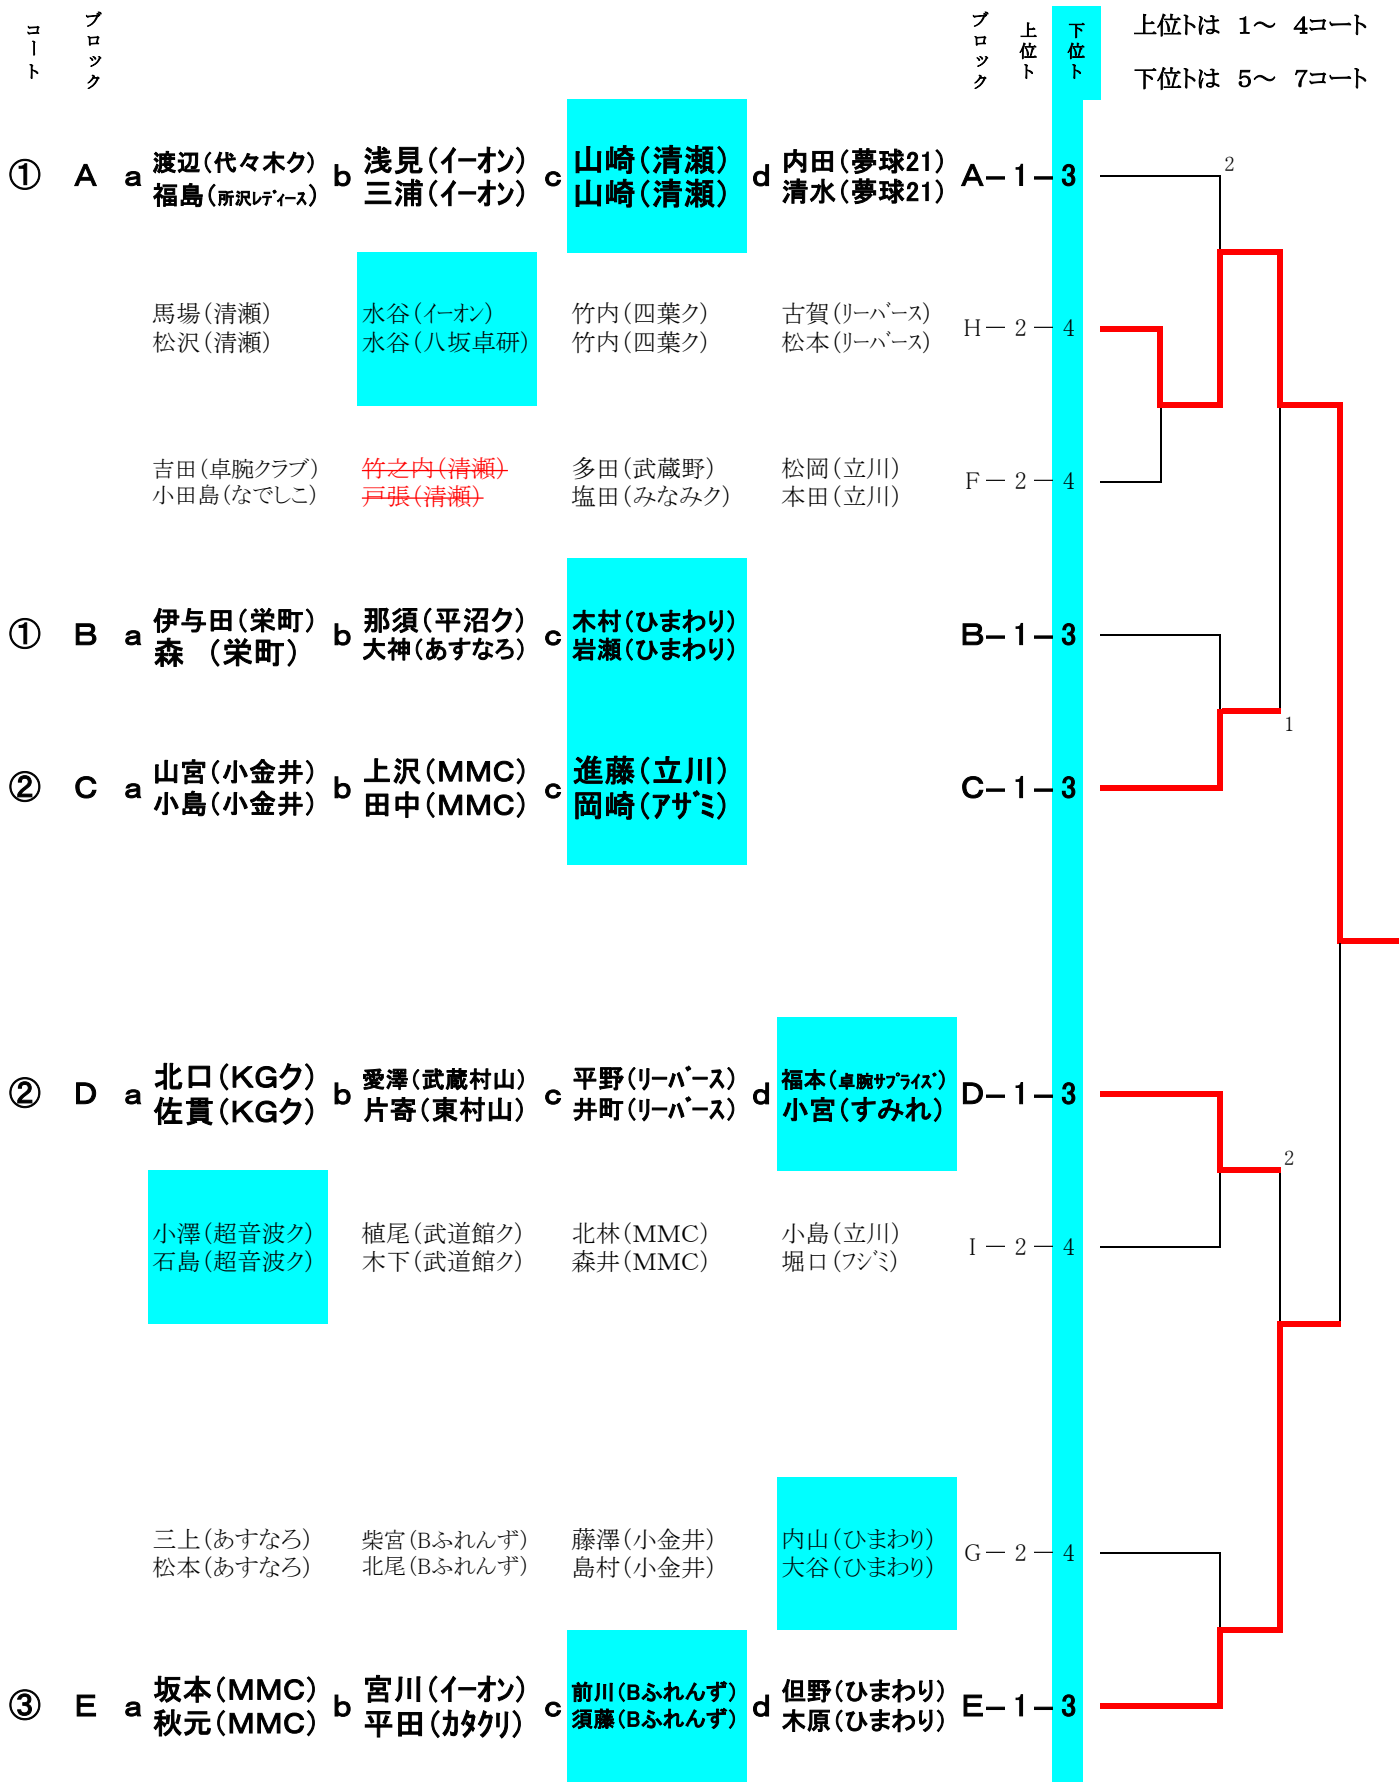 コート ブロック ブロック 上位ト 下位ト 上位トは 1～ 4コート
下位トは 5～ 7コート
① A a 渡辺(代々木ク) b 浅見(イーオン) c 山崎(清瀬) d 内田(夢球21) A－1－3 2
福島(所沢レディース) 三浦(イーオン) 山崎(清瀬) 清水(夢球21)
馬場(清瀬) 水谷(イーオン) 竹内(四葉ク) 古賀(リーバース) H－2－4
松沢(清瀬) 水谷(八坂卓研) 竹内(四葉ク) 松本(リーバース)
吉田(卓腕クラブ) 竹之内(清瀬) 多田(武蔵野) 松岡(立川) F－2－4
小田島(なでしこ) 戸張(清瀬) 塩田(みなみク) 本田(立川)
① B a 伊与田(栄町) b 那須(平沼ク) c 木村(ひまわり) B－1－3
森 (栄町) 大神(あすなろ) 岩瀬(ひまわり)
1
② C a 山宮(小金井) b 上沢(MMC) c 進藤(立川) C－1－3
小島(小金井) 田中(MMC) 岡崎(アザミ)
② D a 北口(KGク) b 愛澤(武蔵村山) c 平野(リーバース) d 福本(卓腕サプライズ) D－1－3
佐貫(KGク) 片寄(東村山) 井町(リーバース) 小宮(すみれ)
2
小澤(超音波ク) 植尾(武道館ク) 北林(MMC) 小島(立川) I－2－4
石島(超音波ク) 木下(武道館ク) 森井(MMC) 堀口(フジミ)
三上(あすなろ) 柴宮(Bふれんず) 藤澤(小金井) 内山(ひまわり) G－2－4
松本(あすなろ) 北尾(Bふれんず) 島村(小金井) 大谷(ひまわり)
③ E a 坂本(MMC) b 宮川(イーオン) c 前川(Bふれんず) d 但野(ひまわり) E－1－3
秋元(MMC) 平田(カタクリ) 須藤(Bふれんず) 木原(ひまわり)